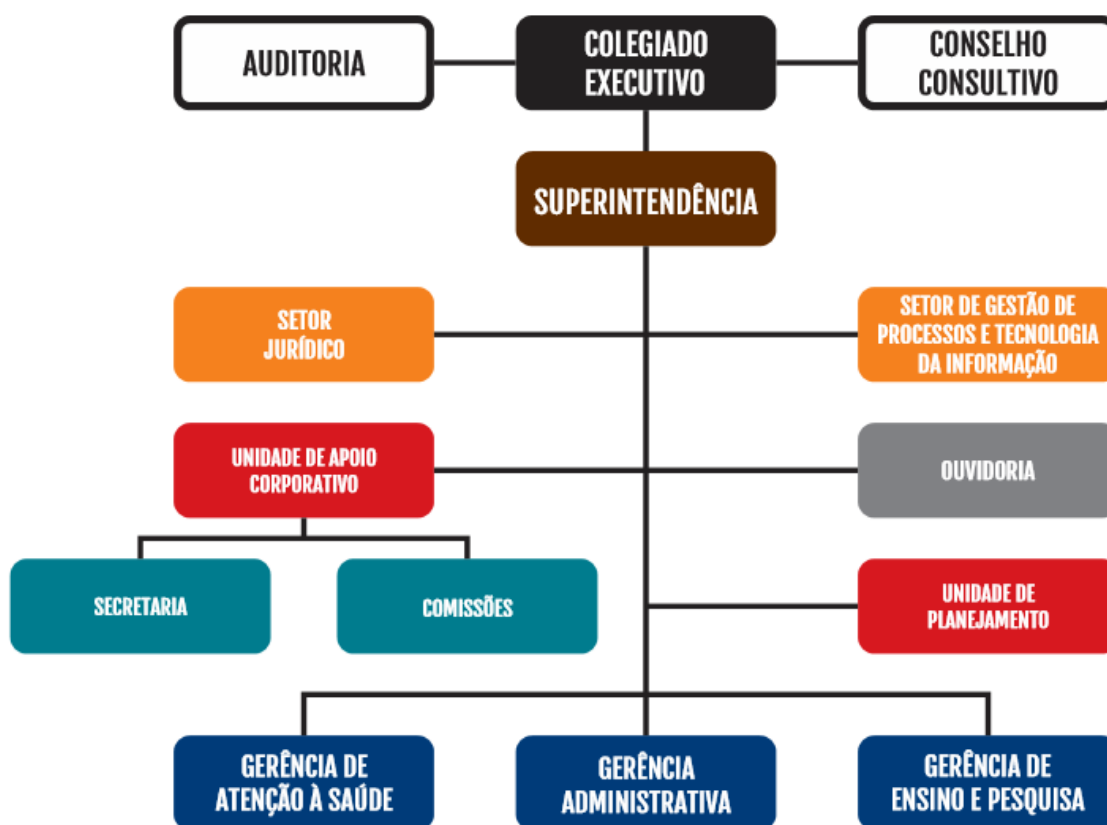 AUDITORIA
COLEGIADO
EXECUTIVO
CONSELHO
CONSULTIVO
SUPERINTENDÊNCIA
SETOR
JURÍDICO
SETOR DE GESTÃO DE
PROCESSOS E TECNOLOGIA
DA INFORMAÇÃO
UNIDADE DE APOIO
CORPORATIVO
OUVIDORIA
SECRETARIA
COMISSÕES
UNIDADE DE
PLANEJAMENTO
GERÊNCIA DE
ATENÇÃO À SAÚDE
GERÊNCIA
ADMINISTRATIVA
GERÊNCIA DE
ENSINO E PESQUISA